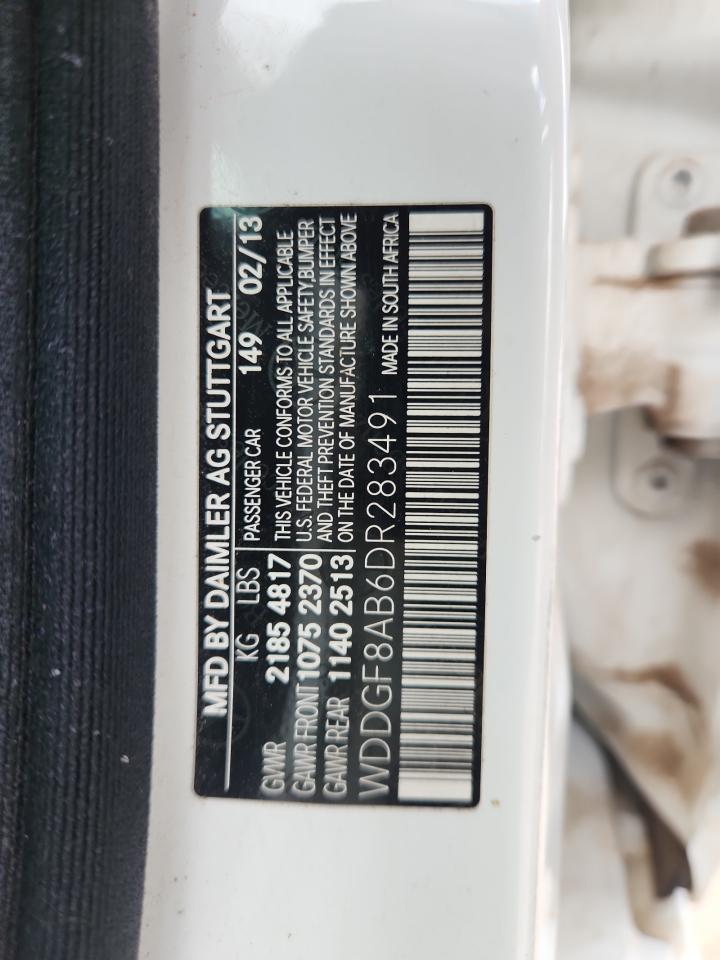 MFD BY DAIMLER AG STUTTGART
KG LBS PASSENGER CAR 149 02/13
GWWR 2185 4817 THIS VEHICLE CONFORMS TO ALL APPLICABLE
GAWR FRONT 1075 2370 U.S. FEDERAL MOTOR VEHICLE SAFETY,BUMPER
GAWR REAR 1140 2513 AND THEFT PREVENTION STANDARDS IN EFFECT
ON THE DATE OF MANUFACTURE SHOWN ABOVE
WDDGF8AB6DR283491 MADE IN SOUTH AFRICA